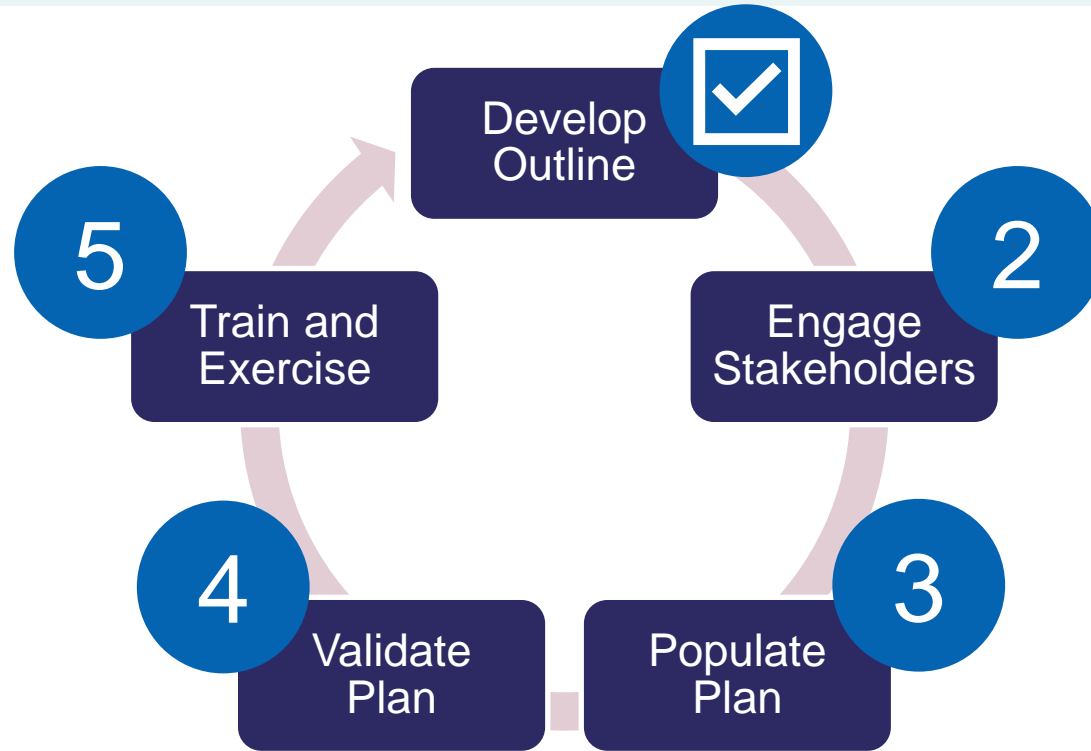 Develop
Outline
2
Engage
Stakeholders
3
Populate
Plan
4
Validate
Plan
5
Train and
Exercise